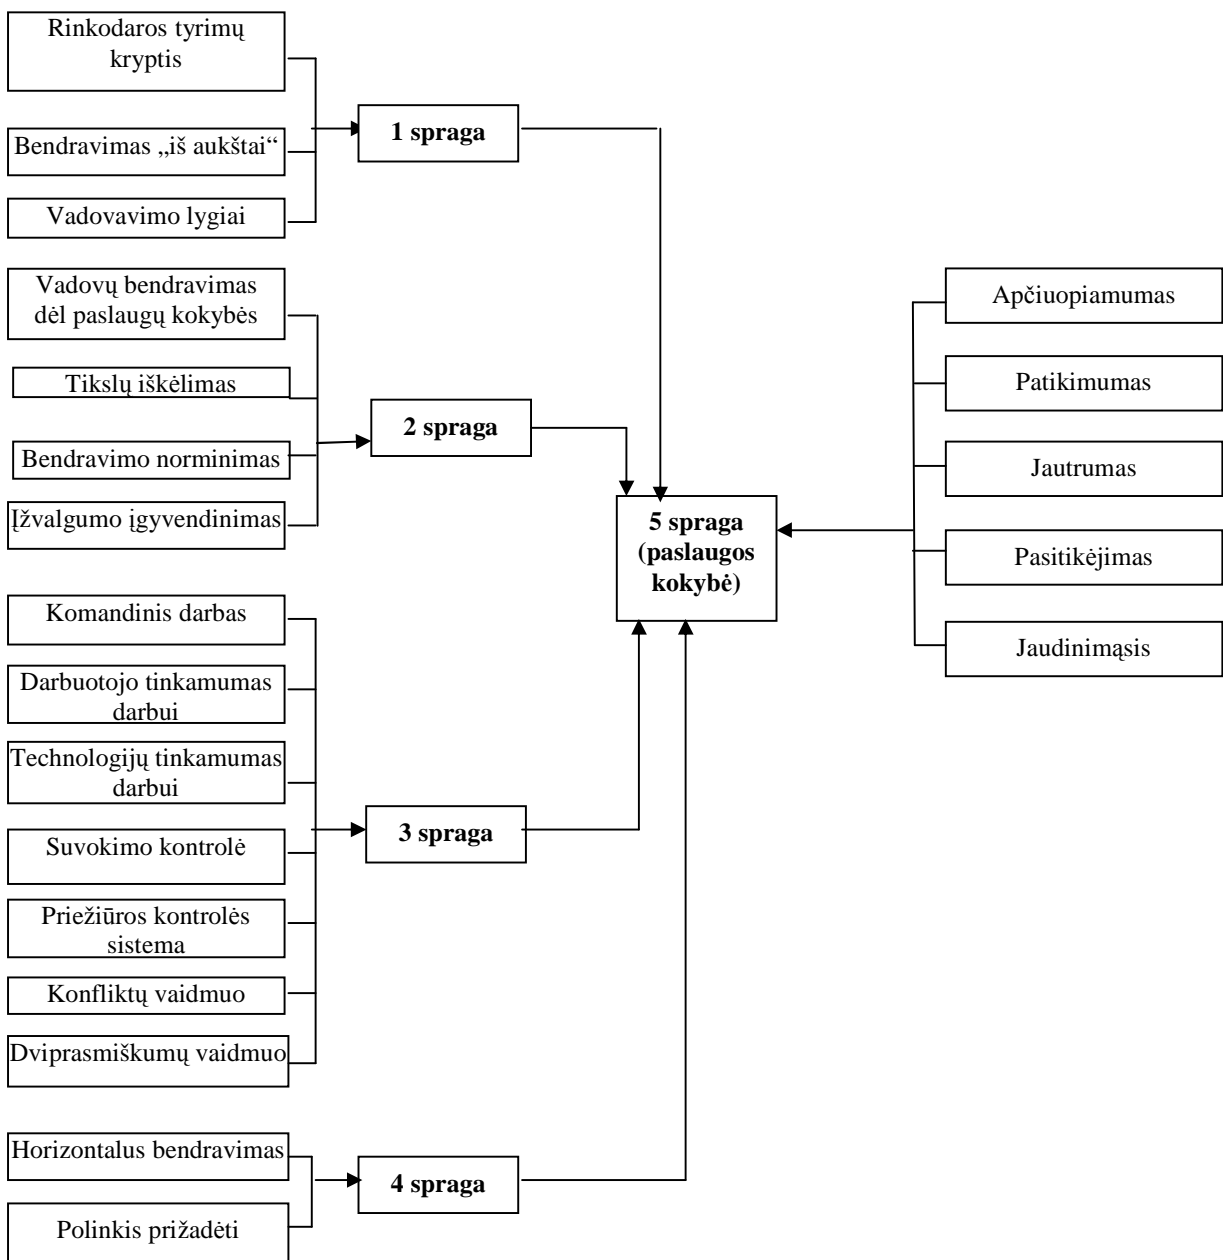 Rinkodaros tyrimų
kryptis
Bendravimas „iš aukštai“
Vadovavimo lygiai
1 spraga
Vadovų bendravimas
dėl paslaugų kokybės
Tikslų iškėlimas
Bendravimo norminimas
Įžvalgumo įgyvendinimas
2 spraga
Komandinis darbas
Darbuotojo tinkamumas
darbui
Technologijų tinkamumas
darbui
Suvokimo kontrolė
Priežiūros kontrolės
sistema
Konfliktų vaidmuo
Dviprasmiškumų vaidmuo
3 spraga
Horizontalus bendravimas
Polinkis prižadėti
4 spraga
5 spraga
(paslaugos
kokybė)
Apčiuopiamumas
Patikimumas
Jautrumas
Pasitikėjimas
Jaudinimąsis